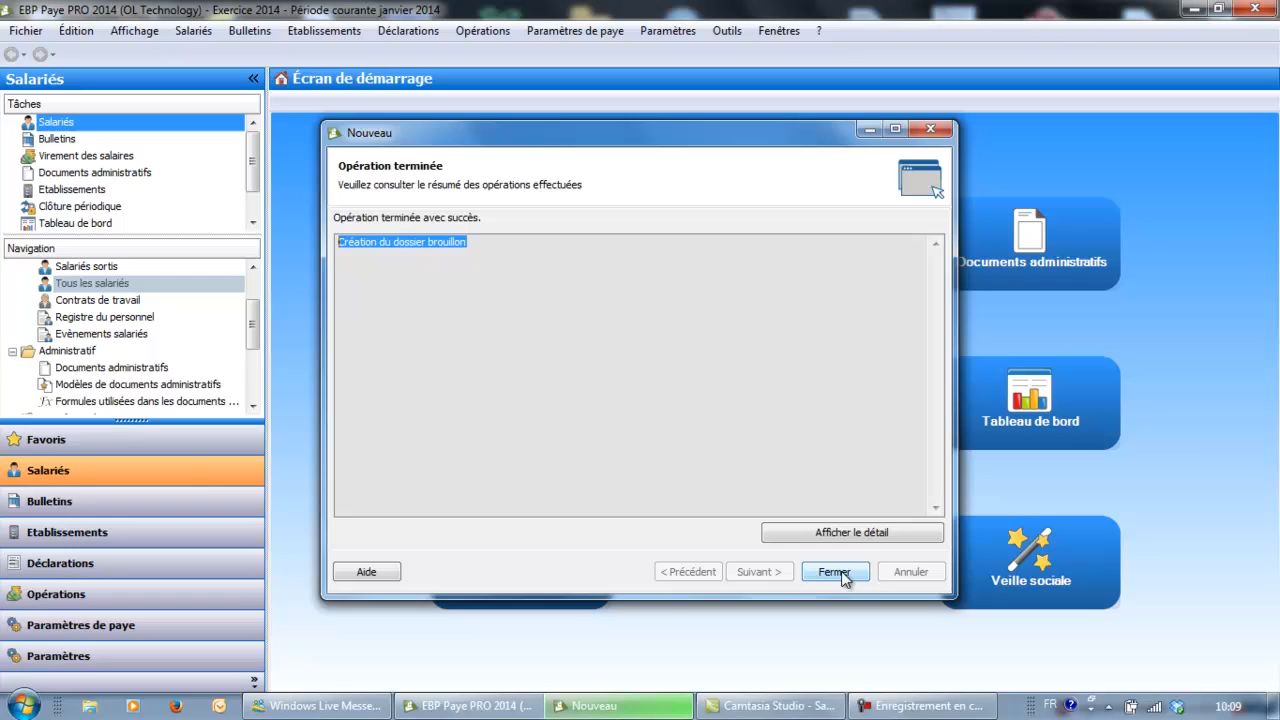 EBP Paye PRO 2014 (OL Technology) - Exercice 2014 - Période courante janvier 2014
Fichier Édition Affichage Salariés Bulletins Etablissements Déclarations Opérations Paramètres de paye Paramètres Outils Fenêtres ?
Salariés
Écran de démarrage
Tâches
Salariés
Bulletins
Virement des salaires
Documents administratifs
Etablissements
Clôture périodique
Tableau de bord
Navigation
Salariés sortis
Tous les salariés
Contrats de travail
Registre du personnel
Evènements salariés
Administratif
Documents administratifs
Modèles de documents administratifs
Formules utilisées dans les documents ...
Favoris
Salariés
Bulletins
Etablissements
Déclarations
Opérations
Paramètres de paye
Paramètres
Nouveau
Opération terminée
Veuillez consulter le résumé des opérations effectuées
Opération terminée avec succès.
Création du dossier brouillon
Afficher le détail
Aide
< Précédent Suivant > Fermer Annuler
Documents administratifs
Tableau de bord
Veille sociale
Windows Live Messe... EBP Paye PRO 2014 (... Nouveau Camtasia Studio - Sa... Enregistrement en c... FR 10:09